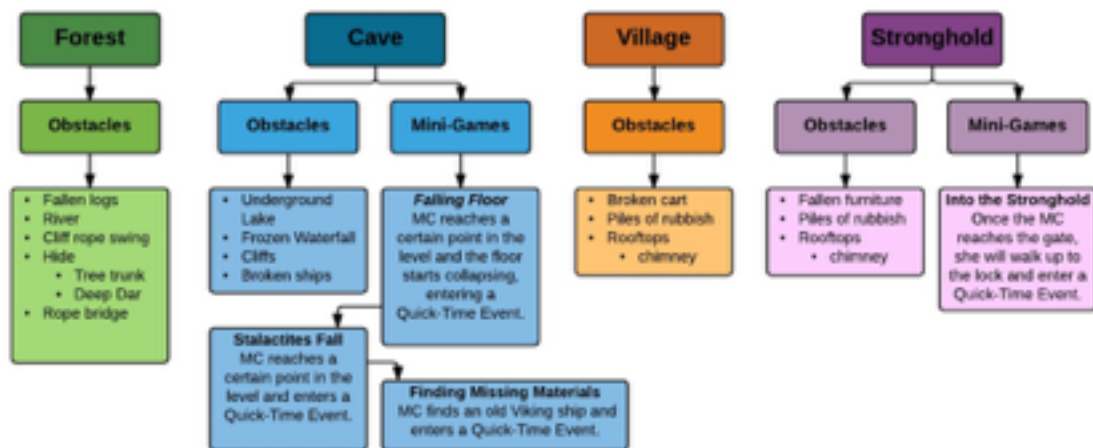 Forest
Cave
Village
Stronghold
Obstacles
Obstacles
Mini-Games
Obstacles
Obstacles
Mini-Games
• Fallen logs
• River
• Cliff rope swing
• Hide
• Tree trunk
• Deep Dar
• Rope bridge
• Underground
Lake
• Frozen Waterfall
• Cliffs
• Broken ships
Falling Floor
MC reaches a
certain point in the
level and the floor
starts collapsing,
entering a
Quick-Time Event.
Stalactites Fall
MC reaches a
certain point in the
level and enters a
Quick-Time Event.
Finding Missing Materials
MC finds an old Viking ship and
enters a Quick-Time Event.
• Broken cart
• Piles of rubbish
• Rooftops
• chimney
• Fallen furniture
• Piles of rubbish
• Rooftops
• chimney
Into the Stronghold
Once the MC
reaches the gate,
she will walk up to
the lock and enter a
Quick-Time Event.